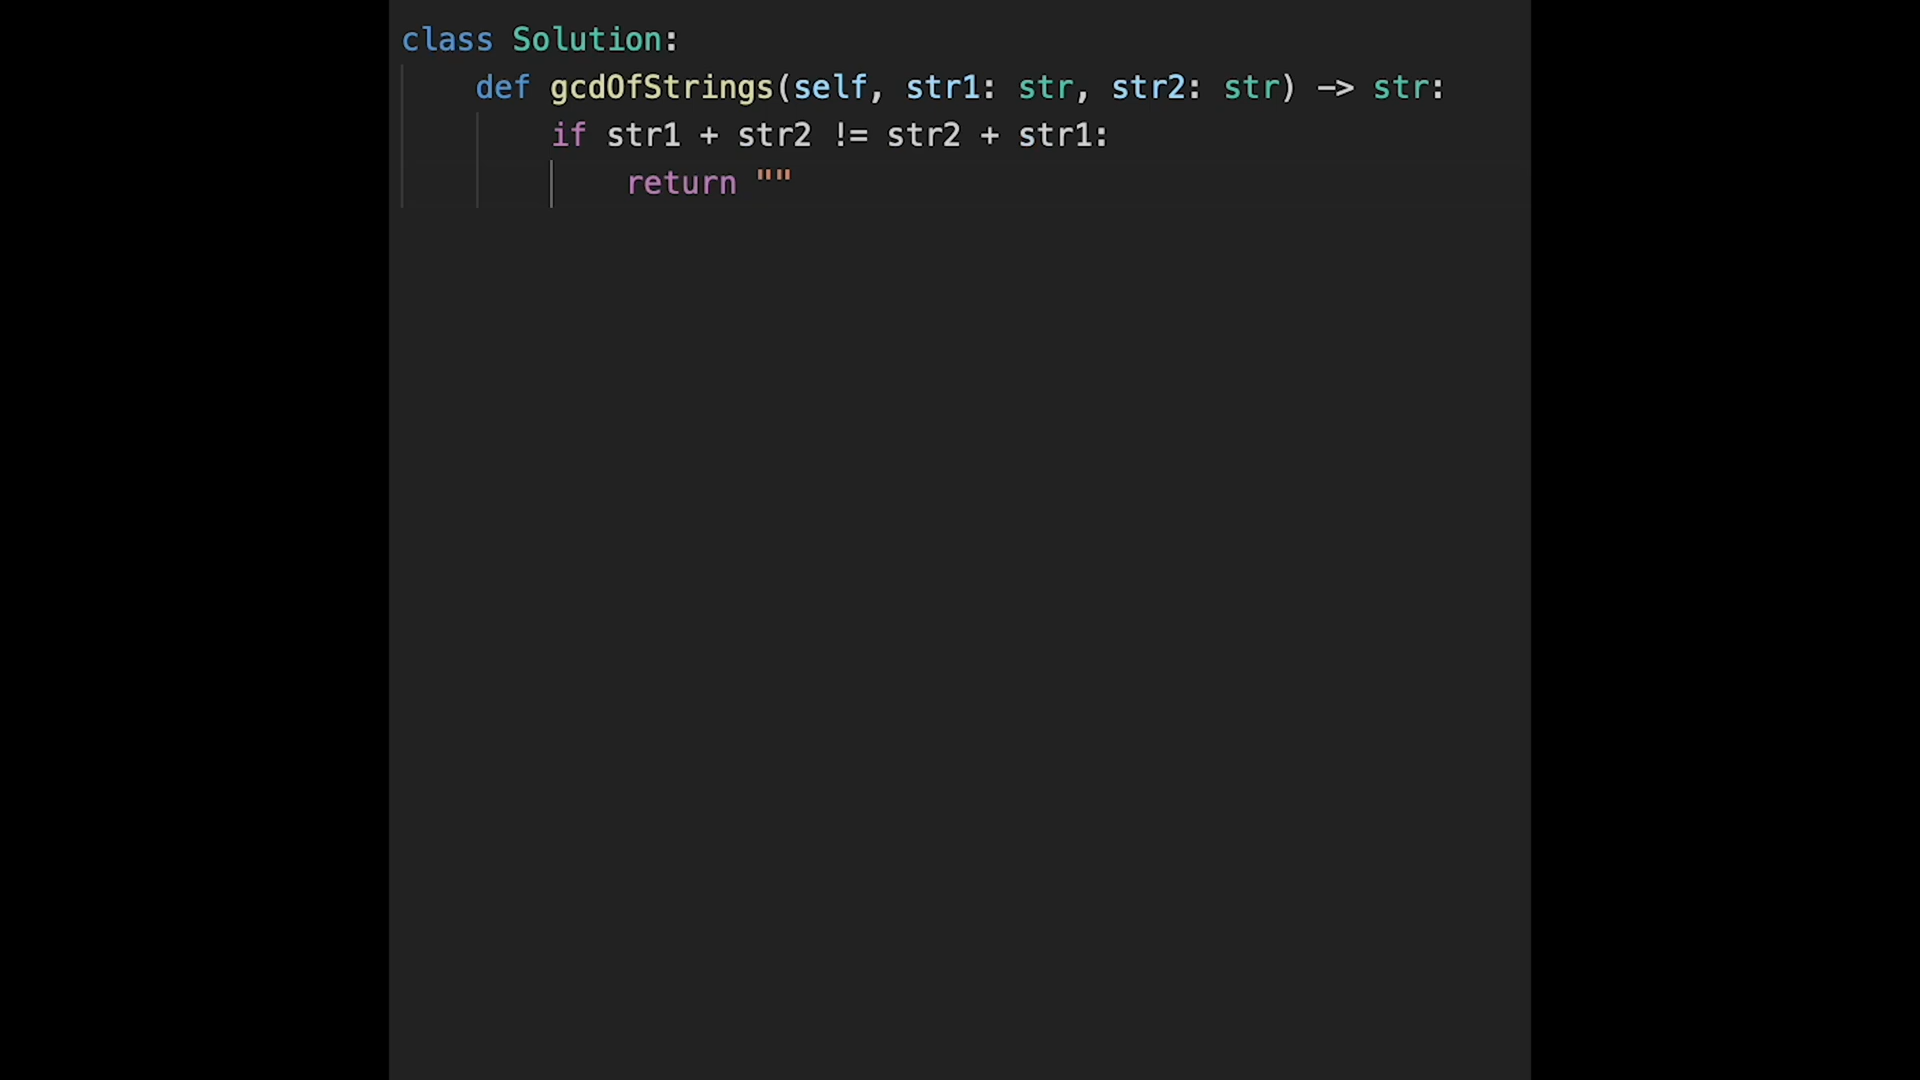 class Solution:
    def gcdOfStrings(self, str1: str, str2: str) -> str:
        if str1 + str2 != str2 + str1:
            return ""